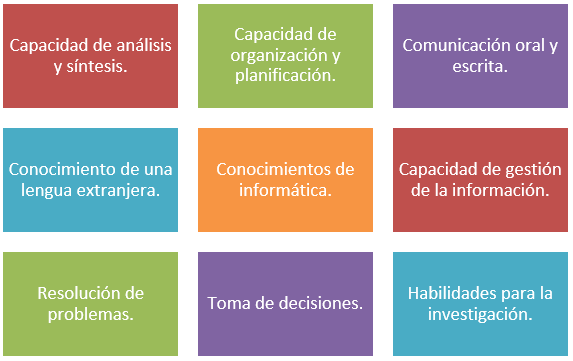 Capacidad de análisis
y síntesis.
Capacidad de
organización y
planificación.
Comunicación oral y
escrita.
Conocimiento de una
lengua extranjera.
Conocimientos de
informática.
Capacidad de gestión
de la información.
Resolución de
problemas.
Toma de decisiones.
Habilidades para la
investigación.